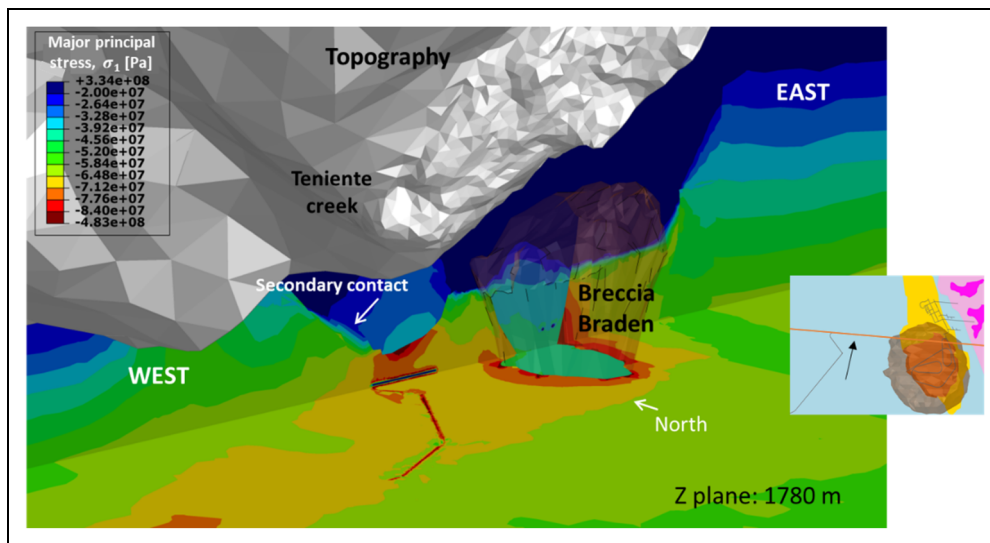 Major principal
stress, σ₁ [Pa]
+3.34e+08
-2.00e+07
-2.64e+07
-3.28e+07
-3.92e+07
-4.56e+07
-5.20e+07
-5.84e+07
-6.48e+07
-7.12e+07
-7.76e+07
-8.40e+07
-4.83e+08
Topography
EAST
Teniente
creek
Secondary contact
Breccia
Braden
WEST
North
Z plane: 1780 m